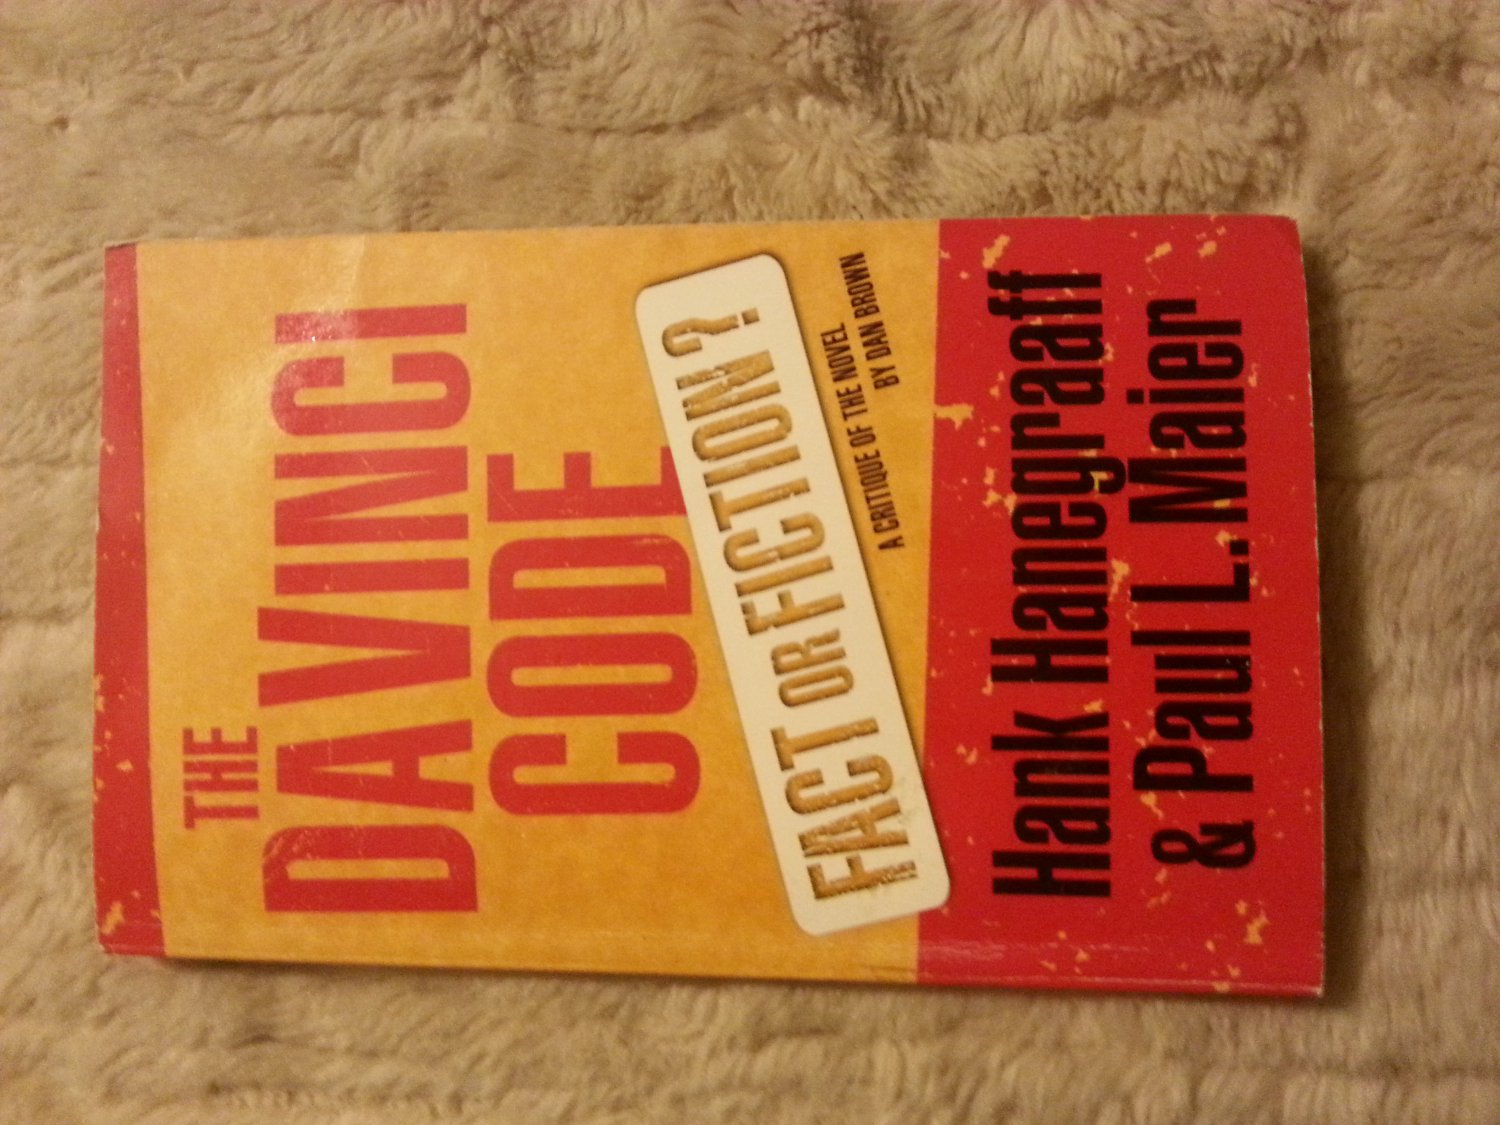 THE
DA VINCI
CODE
FACT OR FICTION?
A CRITIQUE OF THE NOVEL
BY DAN BROWN
Hank Hanegraaff
& Paul L. Maier